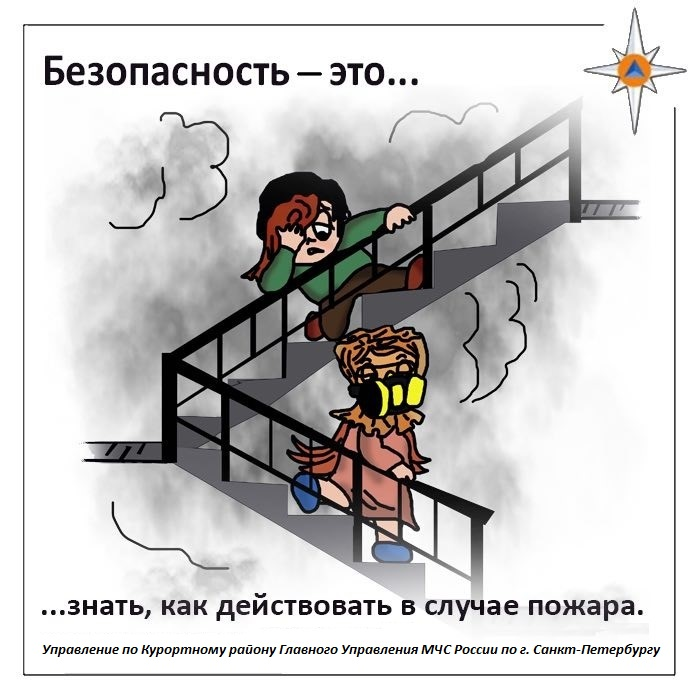 Безопасность – это...
...знать, как действовать в случае пожара.
Управление по Курортному району Главного Управления МЧС России по г. Санкт-Петербургу